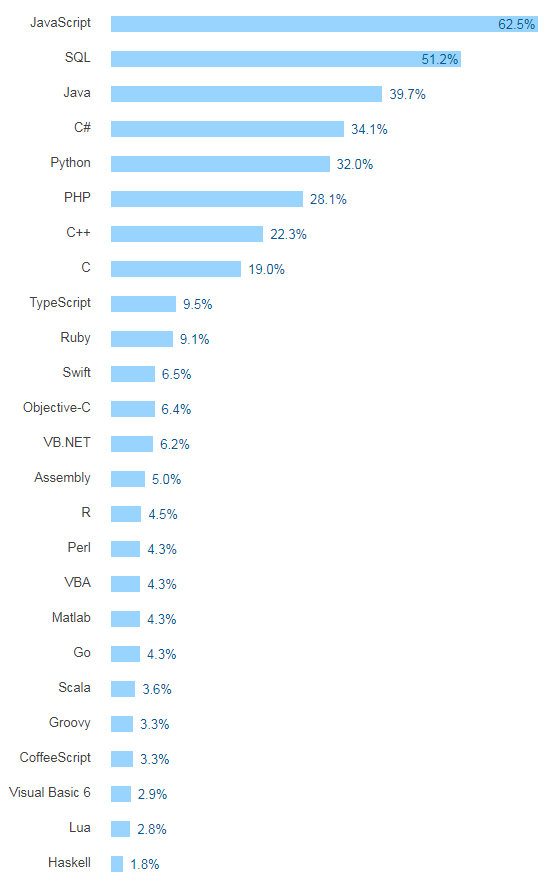 JavaScript 62.5%
SQL 51.2%
Java 39.7%
C# 34.1%
Python 32.0%
PHP 28.1%
C++ 22.3%
C 19.0%
TypeScript 9.5%
Ruby 9.1%
Swift 6.5%
Objective-C 6.4%
VB.NET 6.2%
Assembly 5.0%
R 4.5%
Perl 4.3%
VBA 4.3%
Matlab 4.3%
Go 4.3%
Scala 3.6%
Groovy 3.3%
CoffeeScript 3.3%
Visual Basic 6 2.9%
Lua 2.8%
Haskell 1.8%